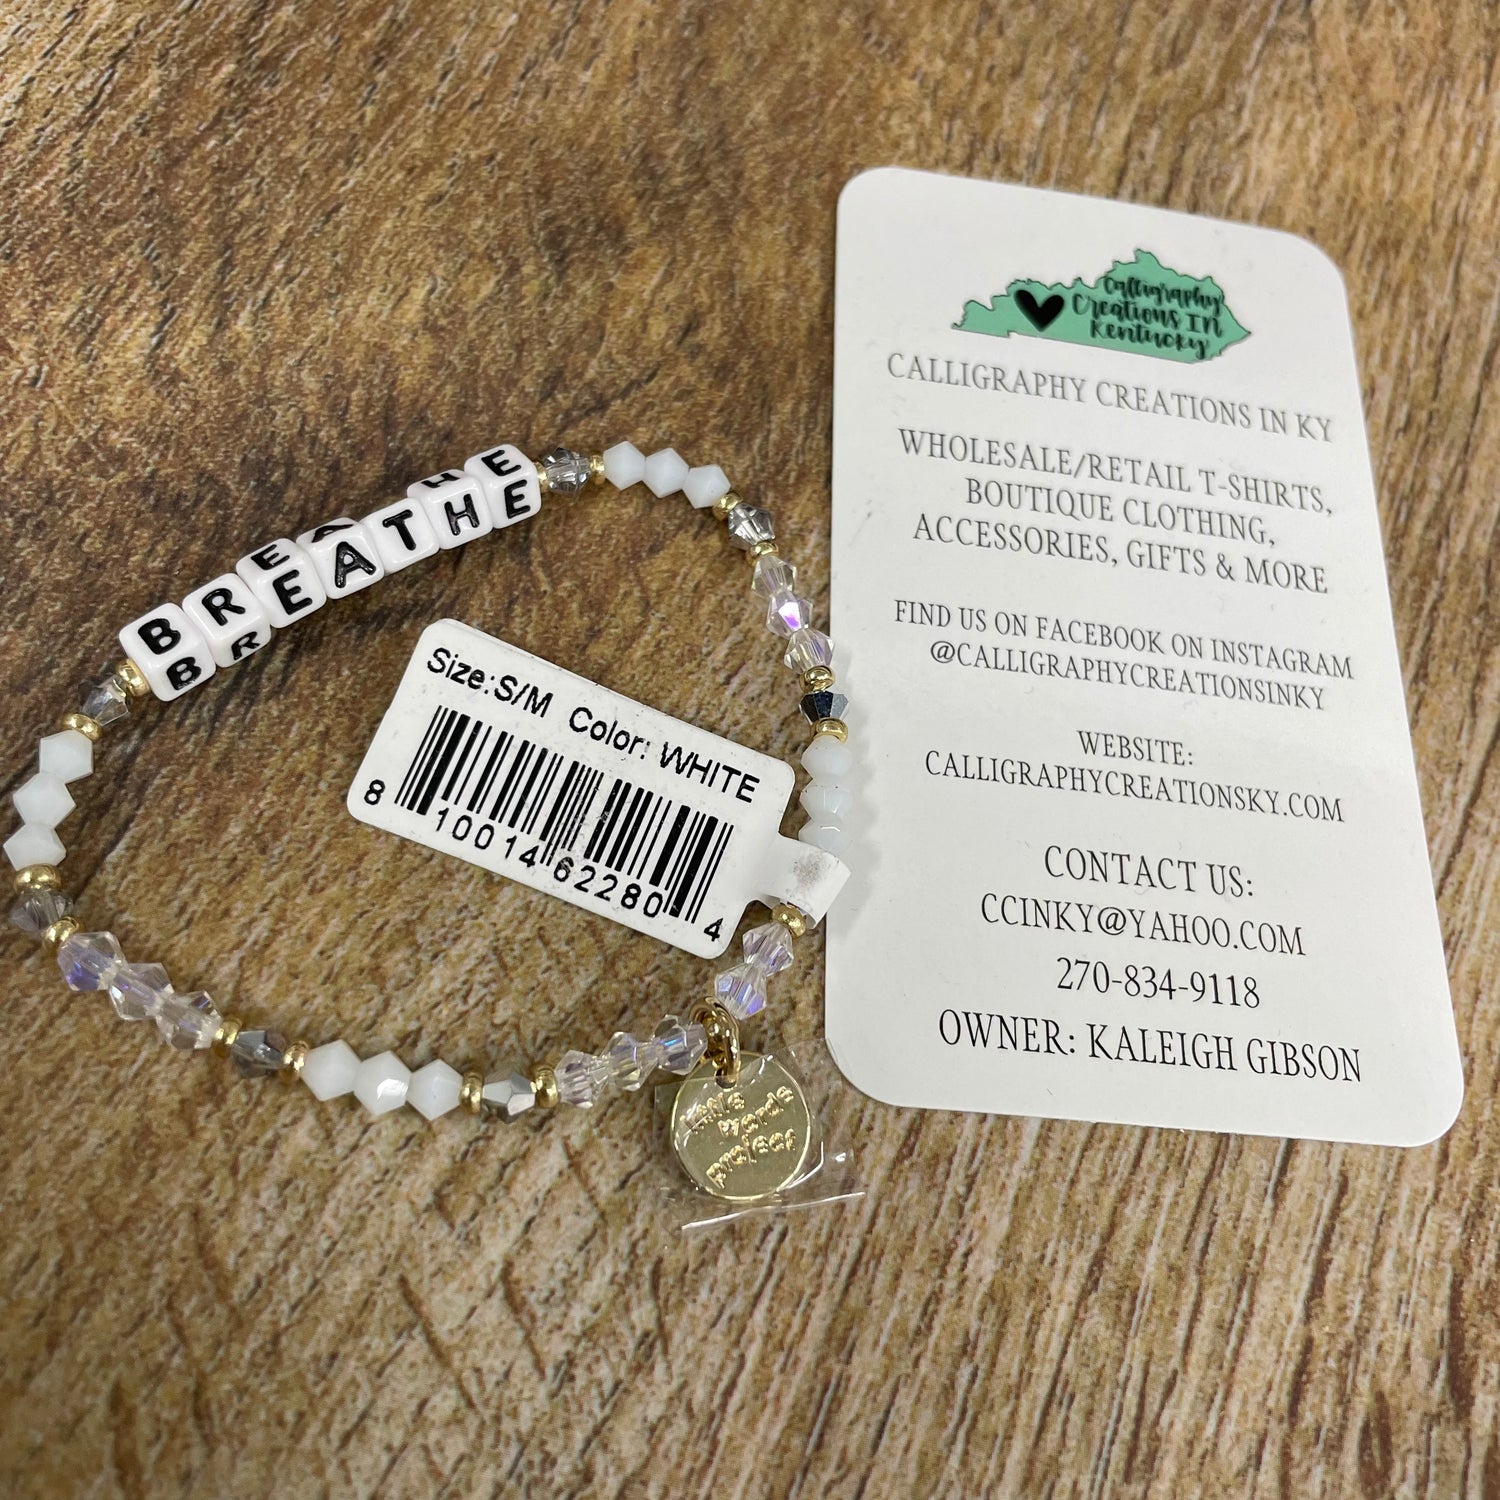 BREATHE
Size:S/M Color: WHITE
8 10014 62280 4
little
words
project
Calligraphy
Creations IN
Kentucky
CALLIGRAPHY CREATIONS IN KY
WHOLESALE/RETAIL T-SHIRTS,
BOUTIQUE CLOTHING,
ACCESSORIES, GIFTS & MORE
FIND US ON FACEBOOK ON INSTAGRAM
@CALLIGRAPHYCREATIONSINKY
WEBSITE:
CALLIGRAPHYCREATIONSKY.COM
CONTACT US:
CCINKY@YAHOO.COM
270-834-9118
OWNER: KALEIGH GIBSON